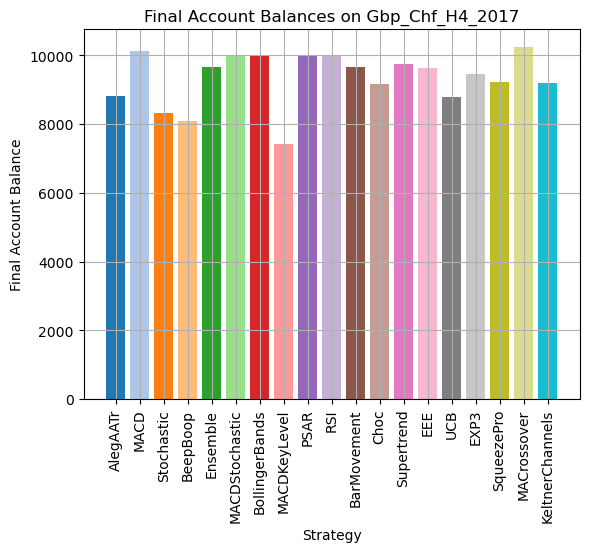 Final Account Balances on Gbp_Chf_H4_2017
Final Account Balance
10000
8000
6000
4000
2000
0
AlegAATr
MACD
Stochastic
BeepBoop
Ensemble
MACDStochastic
BollingerBands
MACDKeyLevel
PSAR
RSI
BarMovement
Choc
Supertrend
EEE
UCB
EXP3
SqueezePro
MACrossover
KeltnerChannels
Strategy